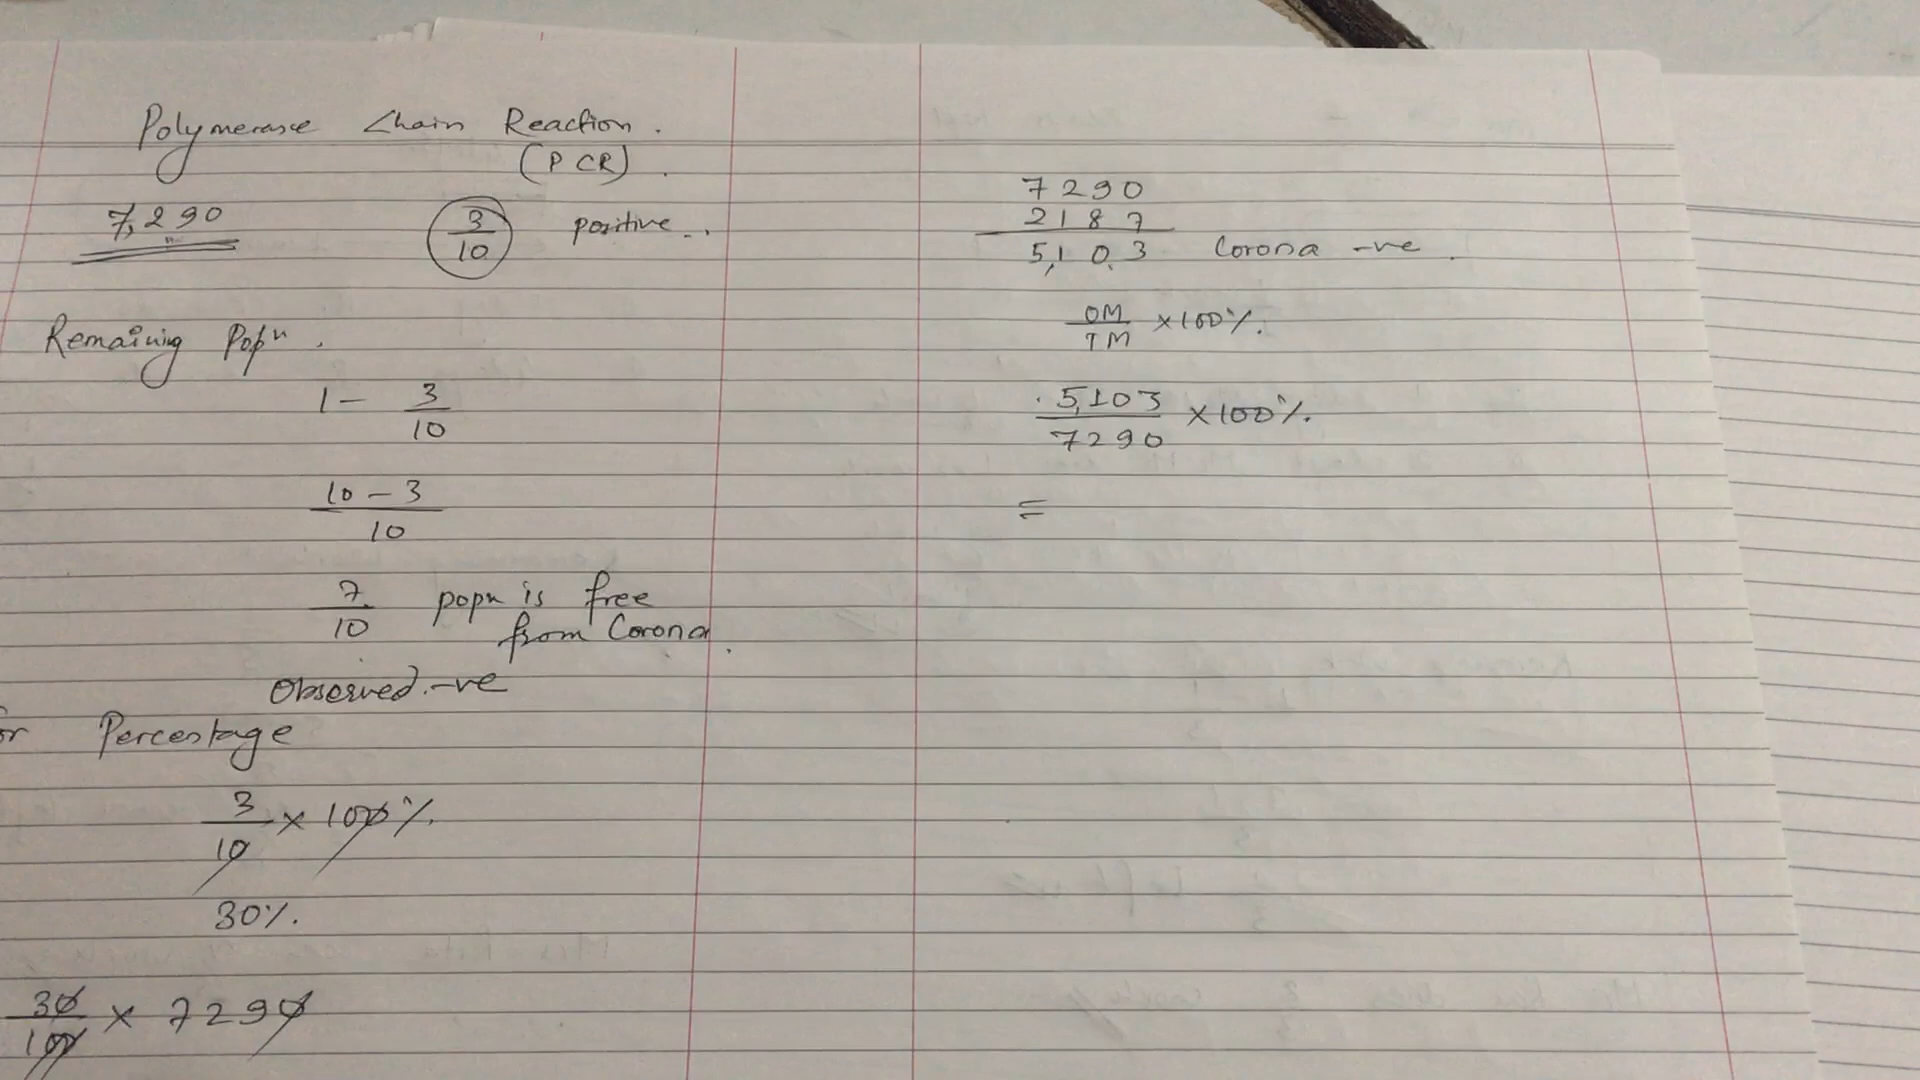 Polymerase Chain Reaction.
(PCR).
7,290
3/10 positive..
Remaining Popn.
1 - 3/10
10 - 3/10
7/10 popn is free
from Corona.
Observed -ve
or Percentage
3/10 × 100%.
30%.
30/100 × 7290
7290
2187
5,103 Corona -ve.
OM/TM ×100%.
5,103/7290 ×100%.
=